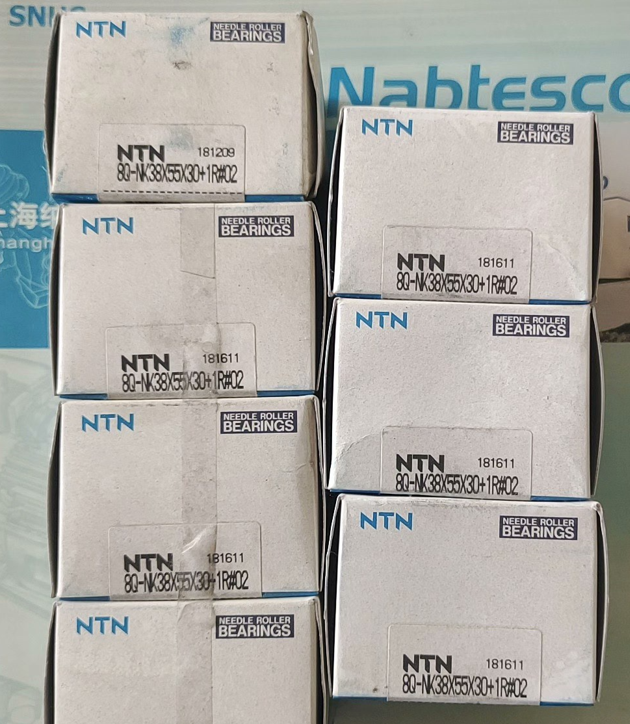 SNHS
Nabtesco
上海纳
hangh
NTN
NEEDLE ROLLER
BEARINGS
NTN 181209
8Q-NK38X55X30+1R#02
NTN
NEEDLE ROLLER
BEARINGS
NTN 181611
8Q-NK38X55X30+1R#02
NTN
NEEDLE ROLLER
BEARINGS
NTN 181611
8Q-NK38X55X30+1R#02
NTN
NEEDLE ROLLER
BEARINGS
NTN
NEEDLE ROLLER
BEARINGS
NTN 181611
8Q-NK38X55X30+1R#02
NTN
NEEDLE ROLLER
BEARINGS
NTN 181611
8Q-NK38X55X30+1R#02
NTN
NEEDLE ROLLER
BEARINGS
NTN 181611
8Q-NK38X55X30+1R#02